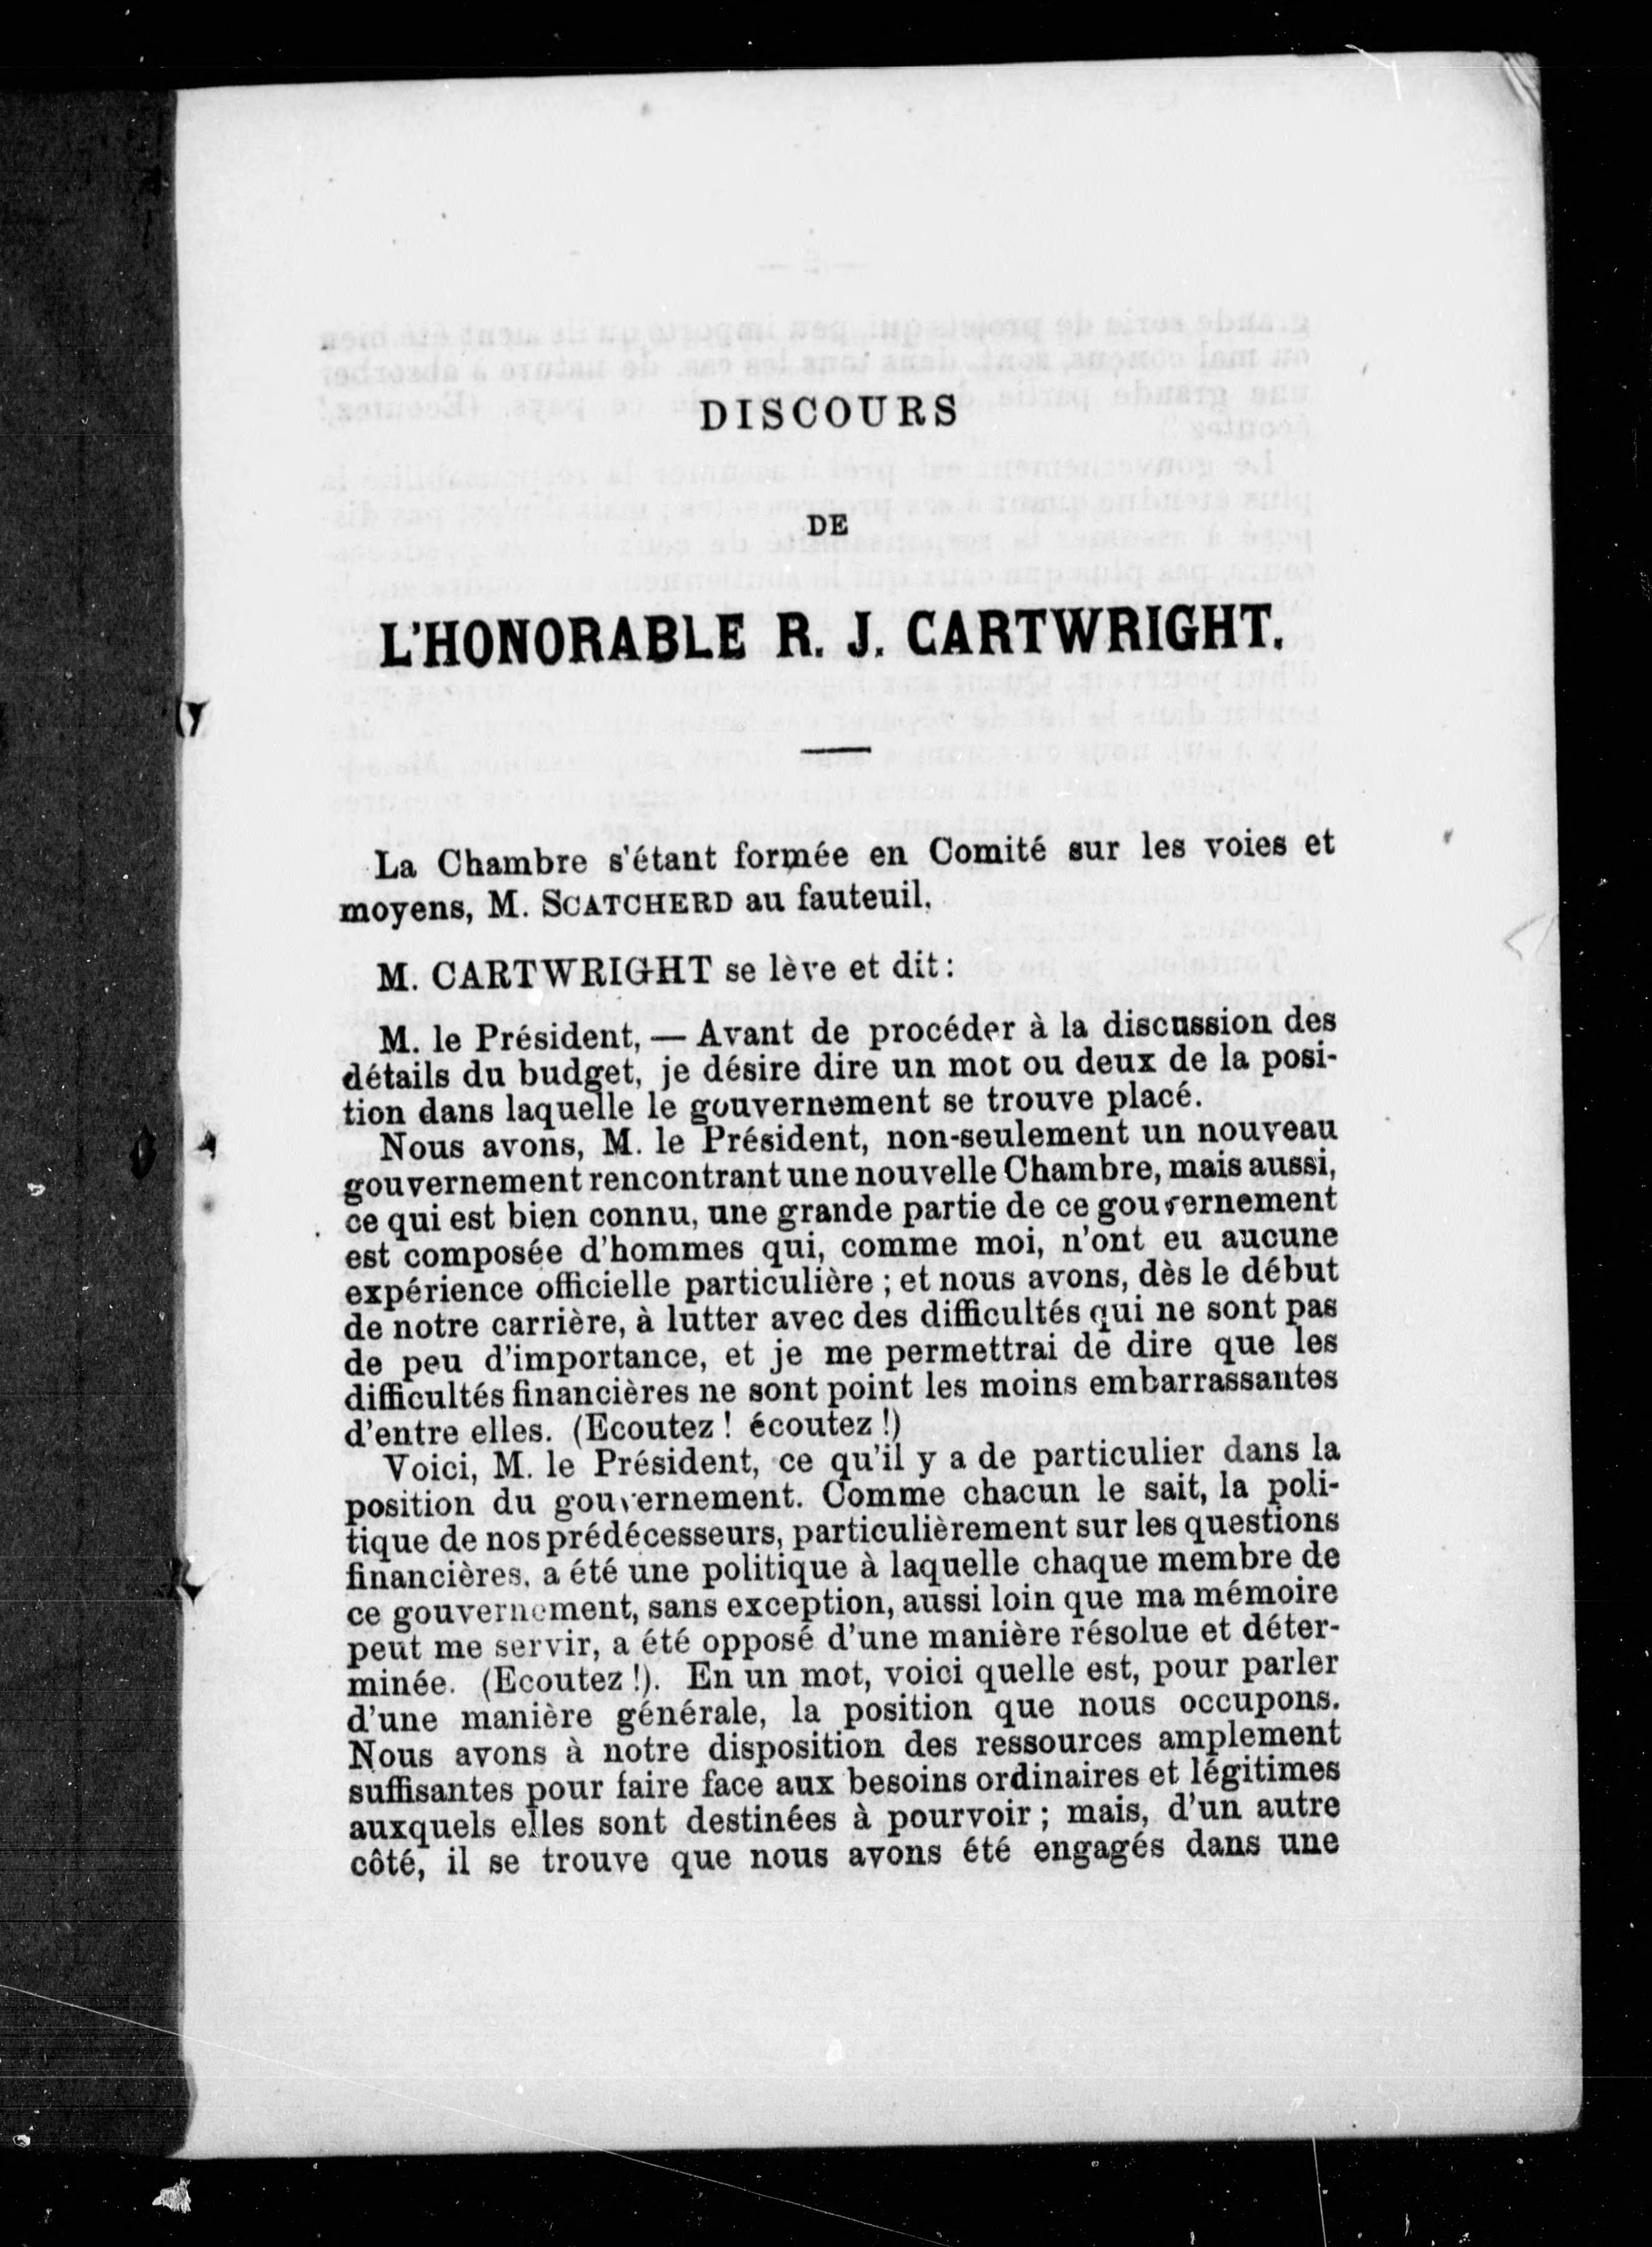 DISCOURS
DE
L'HONORABLE R. J. CARTWRIGHT.
La Chambre s'étant formée en Comité sur les voies et
moyens, M. SCATCHERD au fauteuil.
M. CARTWRIGHT se lève et dit :
M. le Président, — Avant de procéder à la discussion des
détails du budget, je désire dire un mot ou deux de la posi-
tion dans laquelle le gouvernement se trouve placé.
Nous avons, M. le Président, non-seulement un nouveau
gouvernement rencontrant une nouvelle Chambre, mais aussi,
ce qui est bien connu, une grande partie de ce gouvernement
est composée d'hommes qui, comme moi, n'ont eu aucune
expérience officielle particulière ; et nous avons, dès le début
de notre carrière, à lutter avec des difficultés qui ne sont pas
de peu d'importance, et je me permettrai de dire que les
difficultés financières ne sont point les moins embarrassantes
d'entre elles. (Ecoutez ! écoutez !)
Voici, M. le Président, ce qu'il y a de particulier dans la
position du gouvernement. Comme chacun le sait, la poli-
tique de nos prédécesseurs, particulièrement sur les questions
financières, a été une politique à laquelle chaque membre de
ce gouvernement, sans exception, aussi loin que ma mémoire
peut me servir, a été opposé d'une manière résolue et déter-
minée. (Ecoutez !). En un mot, voici quelle est, pour parler
d'une manière générale, la position que nous occupons.
Nous avons à notre disposition des ressources amplement
suffisantes pour faire face aux besoins ordinaires et légitimes
auxquels elles sont destinées à pourvoir ; mais, d'un autre
côté, il se trouve que nous avons été engagés dans une